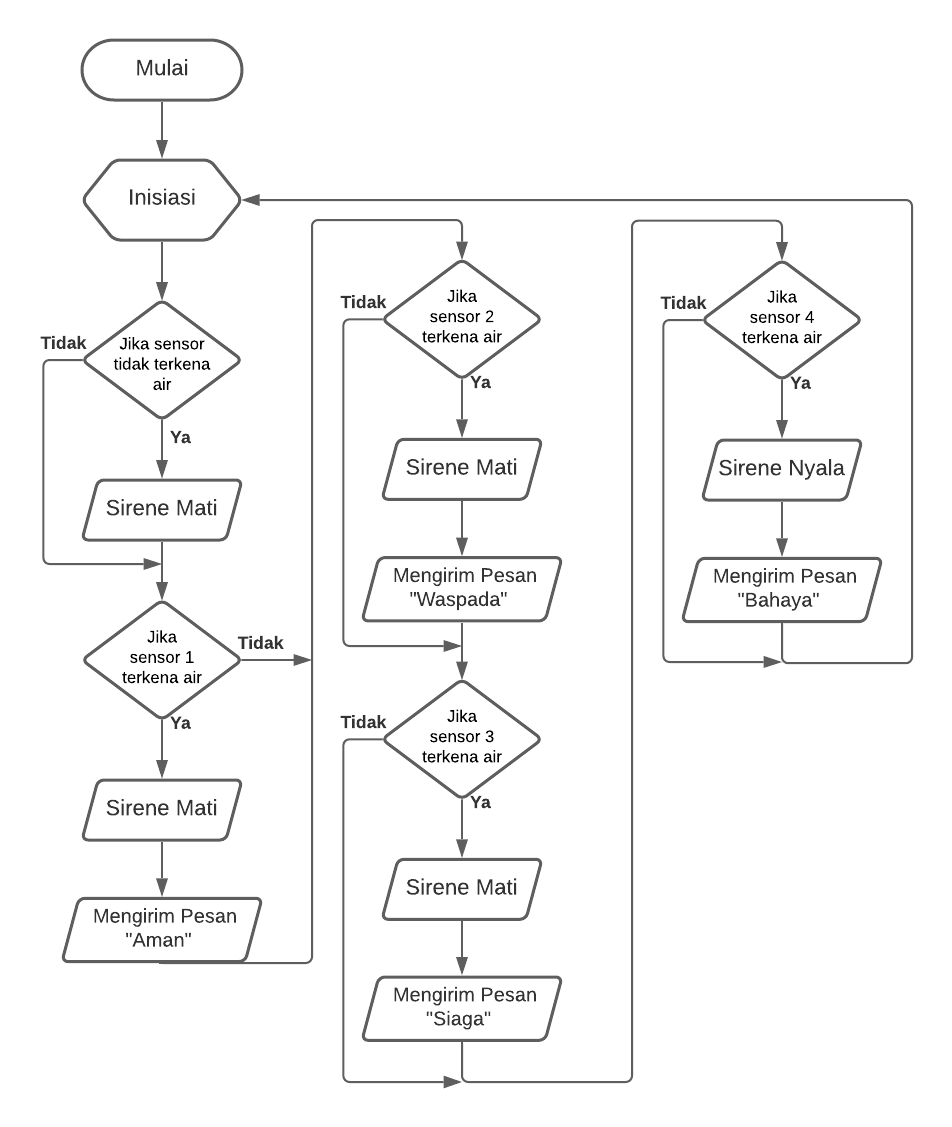 Mulai
Inisiasi
Tidak
Jika sensor
tidak terkena
air
Ya
Sirene Mati
Jika
sensor 1
terkena air
Tidak
Ya
Sirene Mati
Mengirim Pesan
"Aman"
Tidak
Jika
sensor 2
terkena air
Ya
Sirene Mati
Mengirim Pesan
"Waspada"
Tidak
Jika
sensor 3
terkena air
Ya
Sirene Mati
Mengirim Pesan
"Siaga"
Tidak
Jika
sensor 4
terkena air
Ya
Sirene Nyala
Mengirim Pesan
"Bahaya"